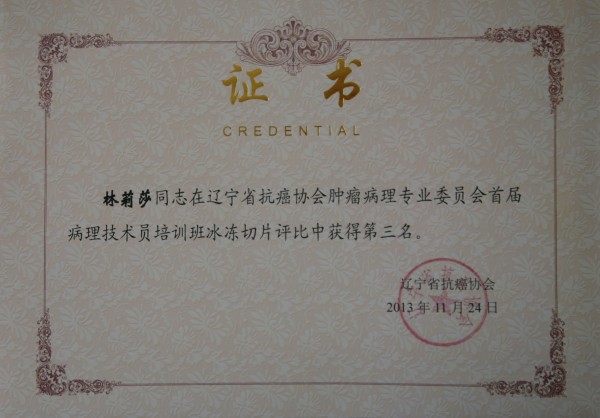 证书
CREDENTIAL
林莉莎同志在辽宁省抗癌协会肿瘤病理专业委员会首届
病理技术员培训班冰冻切片评比中获得第三名。
辽宁省抗癌协会
2013年11月24日